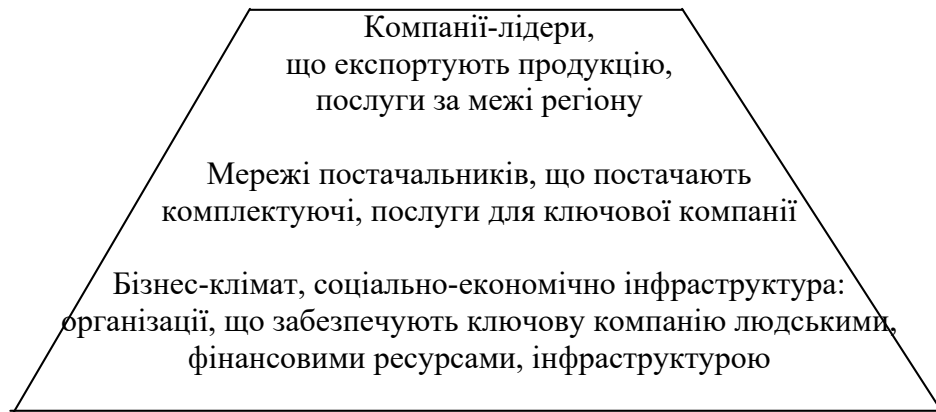 Компанії-лідери,
що експортують продукцію,
послуги за межі регіону
Мережі постачальників, що постачають
комплектуючі, послуги для ключової компанії
Бізнес-клімат, соціально-економічно інфраструктура:
організації, що забезпечують ключову компанію людськими,
фінансовими ресурсами, інфраструктурою